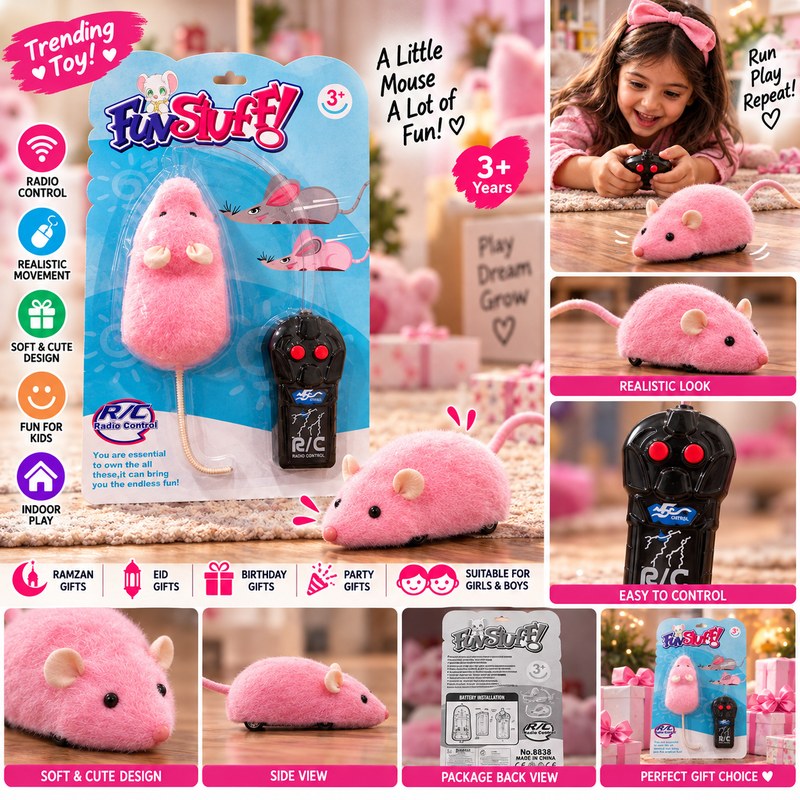 Trending
Toy!
FunStuff!
3+
A Little
Mouse
A Lot of
Fun!
3+
Years
Run
Play
Repeat!
RADIO
CONTROL
REALISTIC
MOVEMENT
SOFT & CUTE
DESIGN
FUN FOR
KIDS
INDOOR
PLAY
Play
Dream
Grow
R/C
Radio Control
You are essential
to own the all
these,it can bring
you the endless fun!
R/C
RADIO CONTROL
REALISTIC LOOK
R/C
EASY TO CONTROL
RAMZAN
GIFTS
EID
GIFTS
BIRTHDAY
GIFTS
PARTY
GIFTS
SUITABLE FOR
GIRLS & BOYS
SOFT & CUTE DESIGN
SIDE VIEW
FunStuff!
3+
BATTERY INSTALLATION
R/C
Radio Control
No.8838
MADE IN CHINA
PACKAGE BACK VIEW
FunStuff!
3+
R/C
R/C
PERFECT GIFT CHOICE